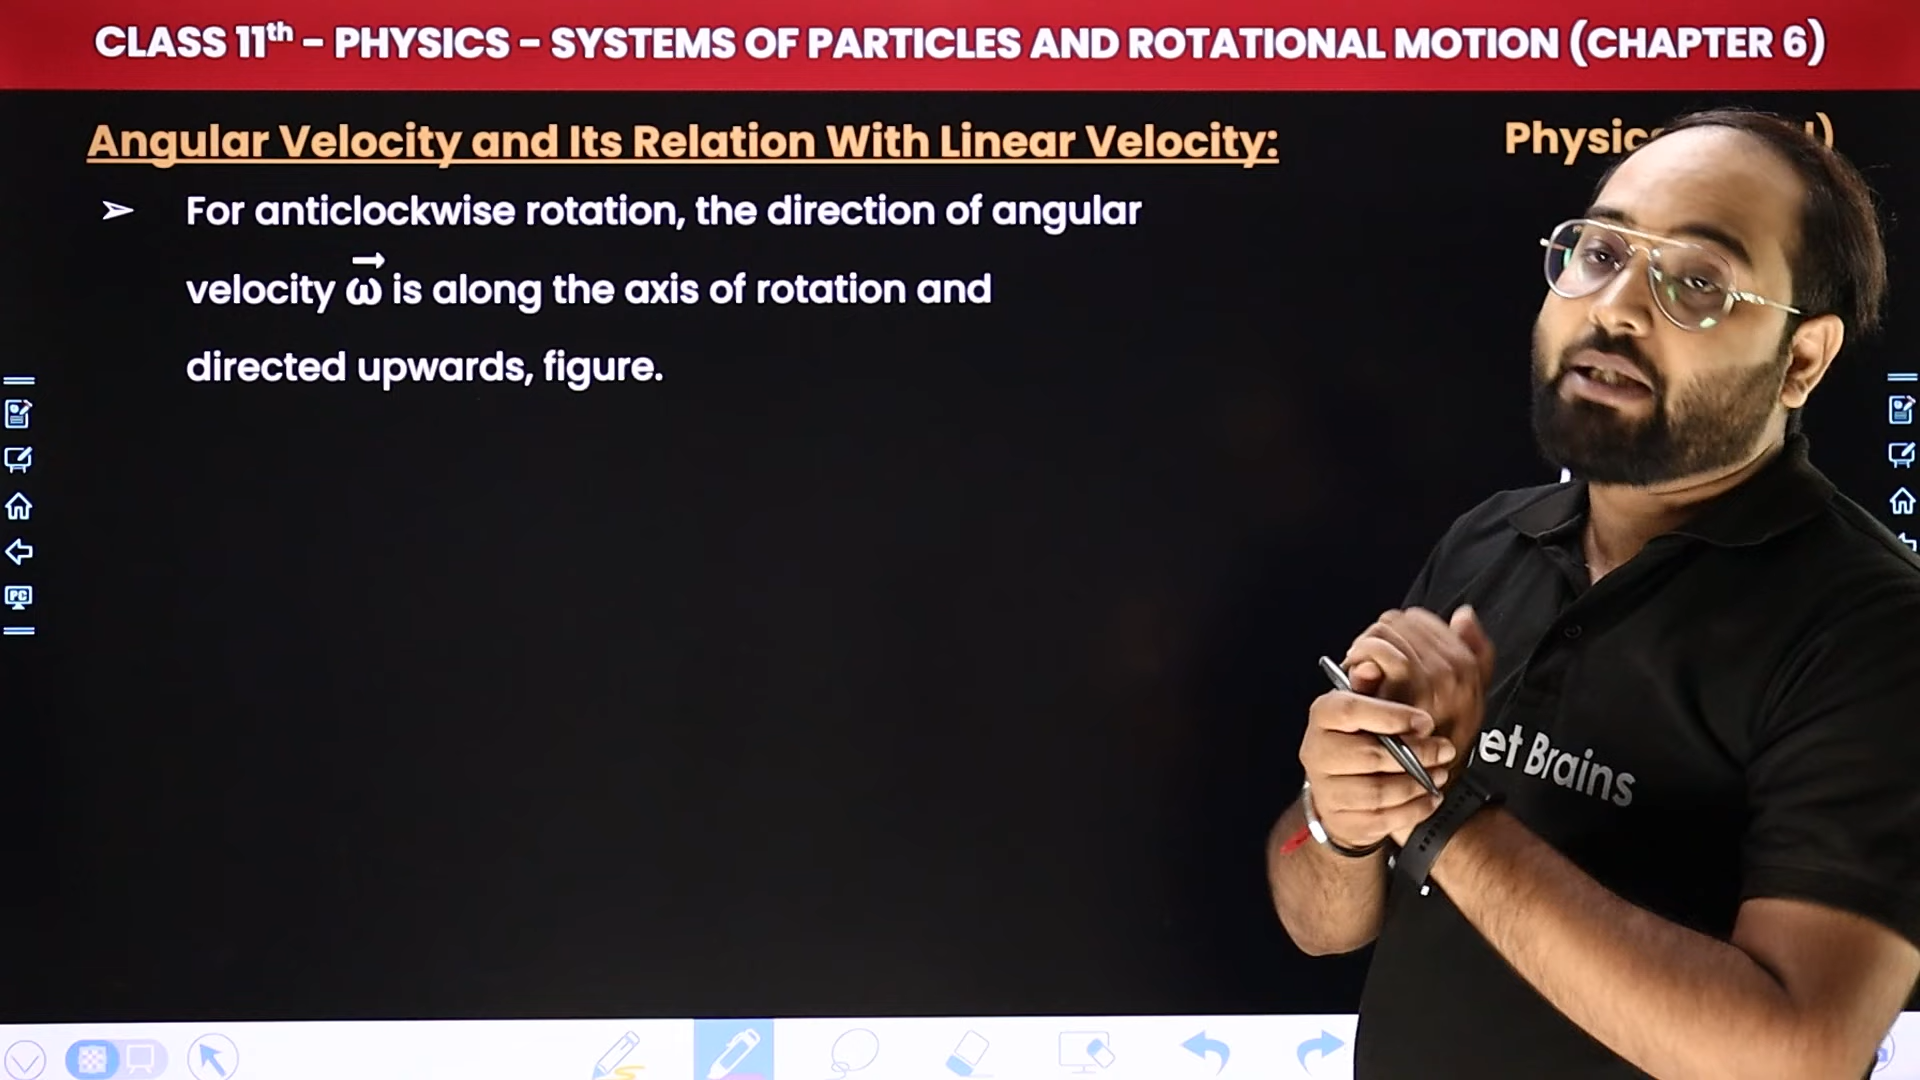 CLASS 11th – PHYSICS – SYSTEMS OF PARTICLES AND ROTATIONAL MOTION (CHAPTER 6)
Angular Velocity and Its Relation With Linear Velocity:
➢ For anticlockwise rotation, the direction of angular
velocity ω⃗ is along the axis of rotation and
directed upwards, figure.
PC
et Brains